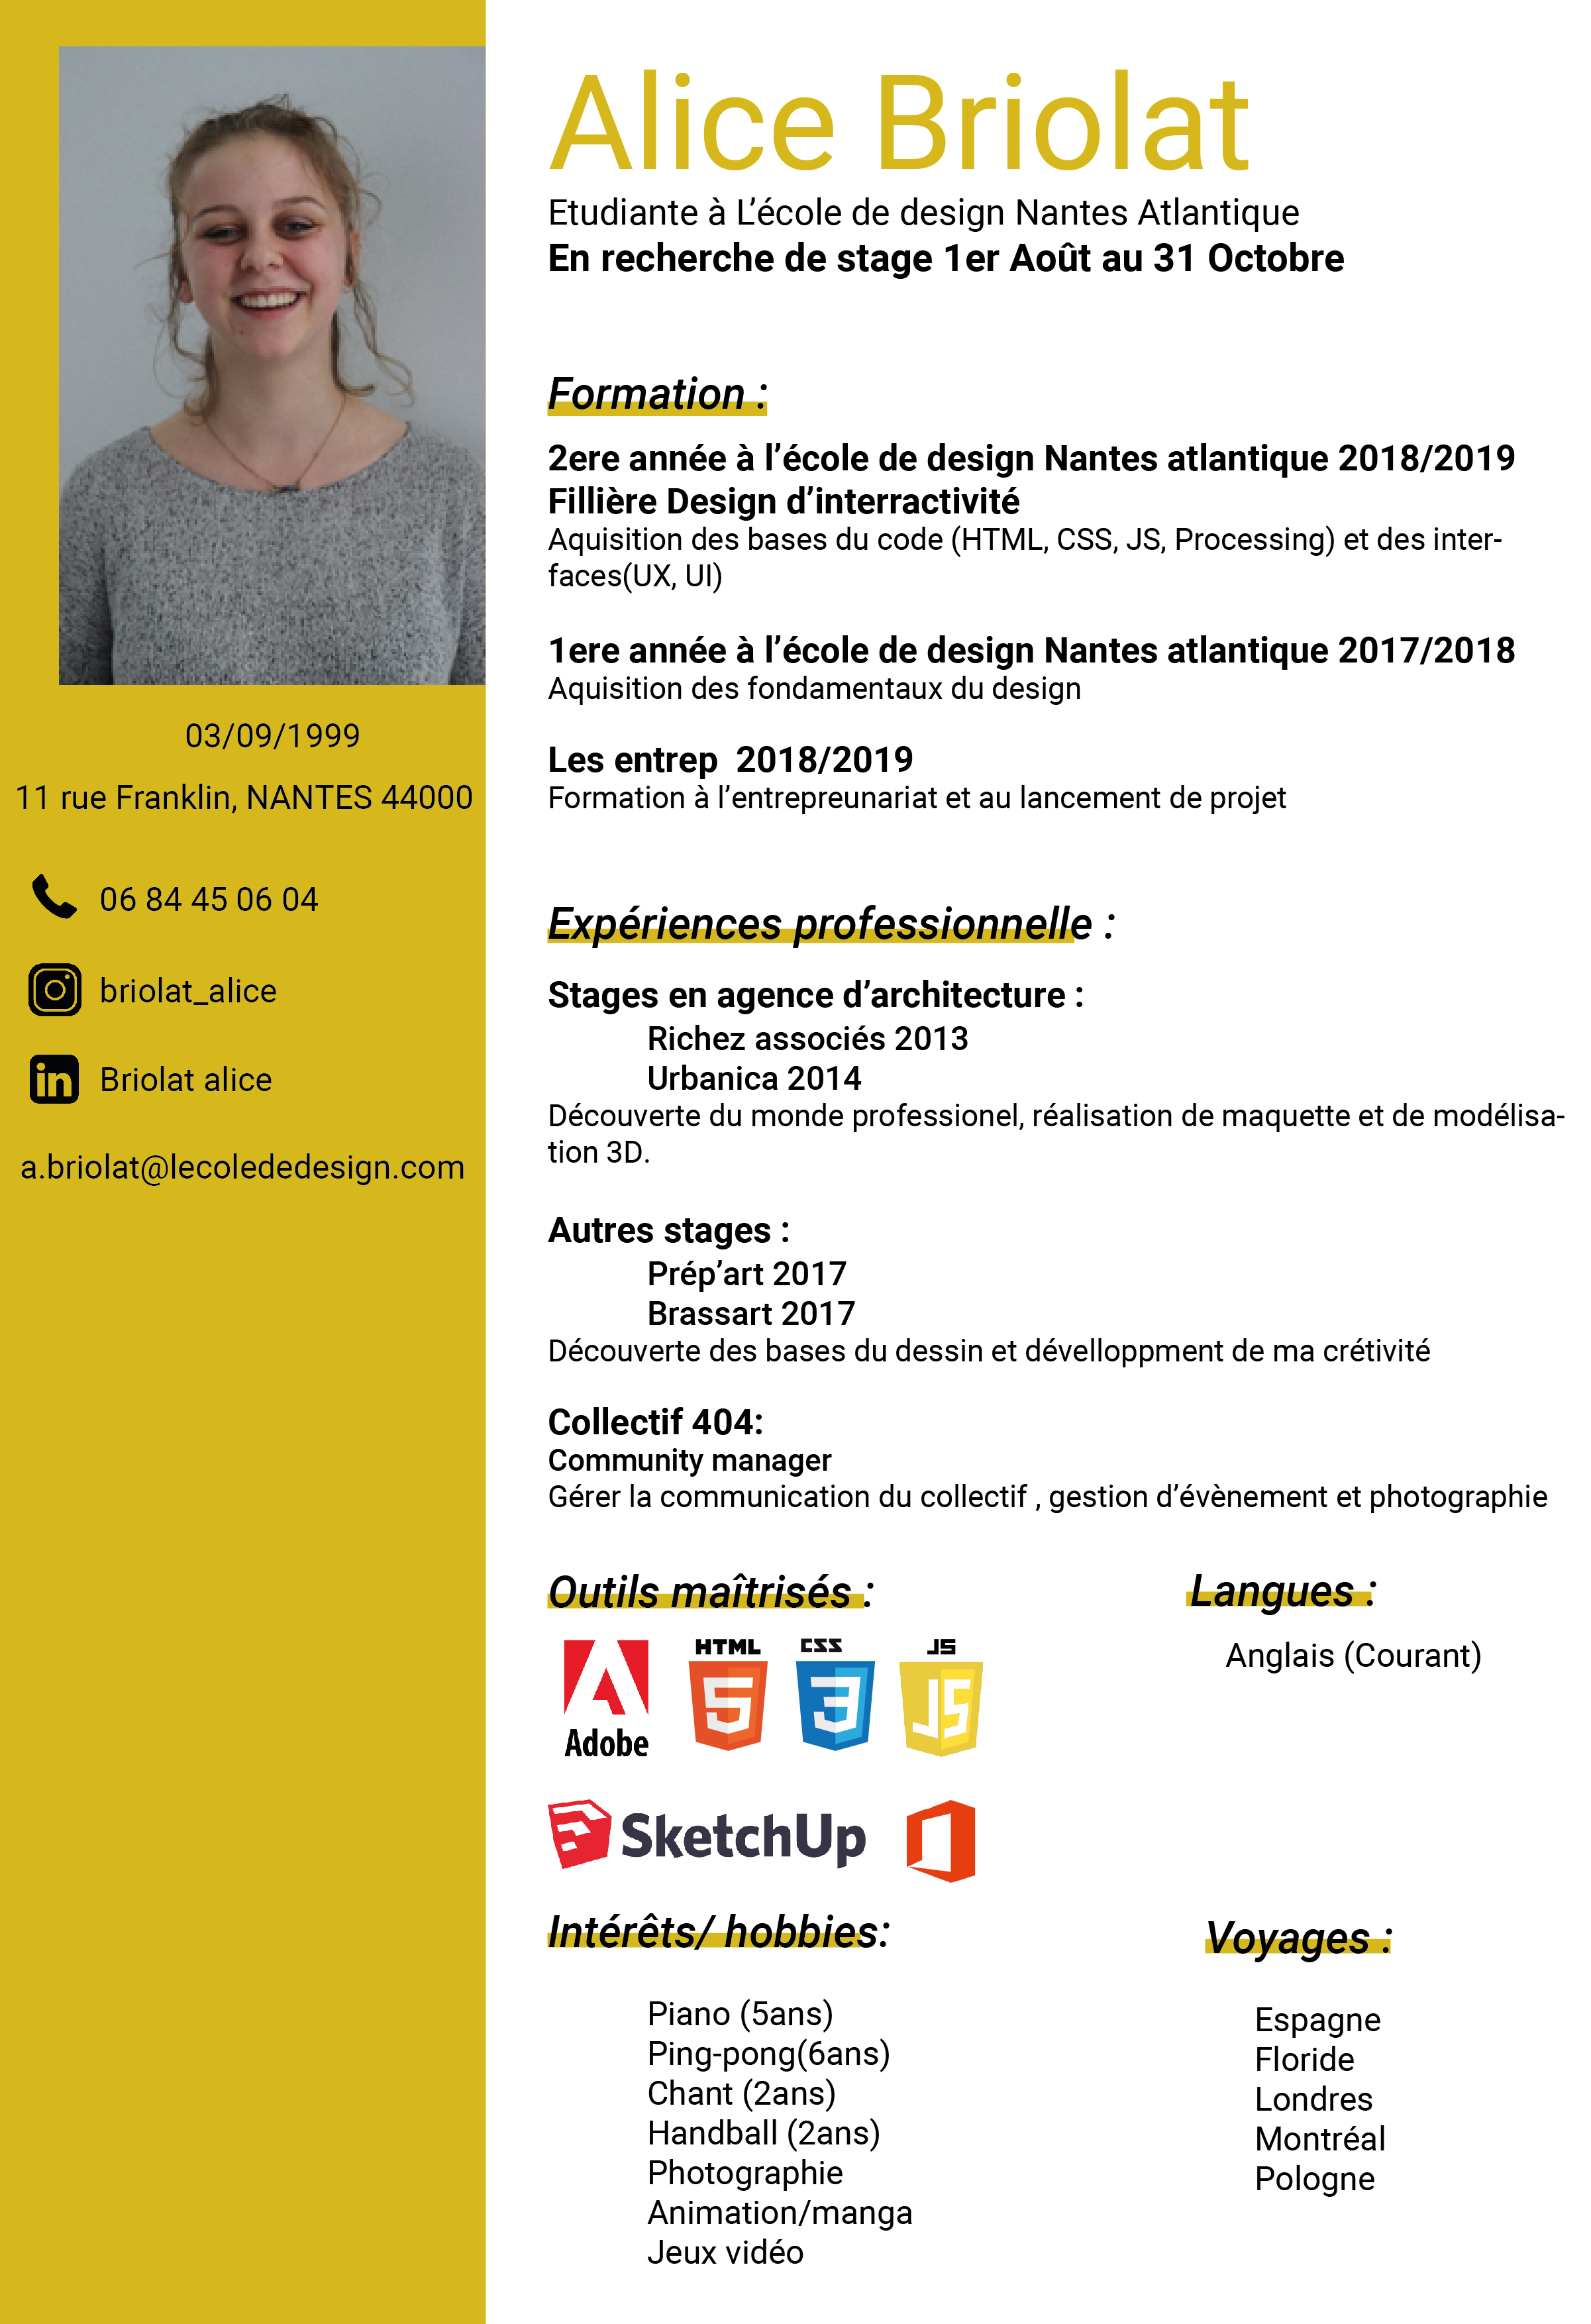 Alice Briolat
Etudiante à L’école de design Nantes Atlantique
En recherche de stage 1er Août au 31 Octobre
03/09/1999
11 rue Franklin, NANTES 44000
06 84 45 06 04
briolat_alice
in Briolat alice
a.briolat@lecolededesign.com
Formation :
2ere année à l’école de design Nantes atlantique 2018/2019
Fillière Design d’interractivité
Aquisition des bases du code (HTML, CSS, JS, Processing) et des inter-
faces(UX, UI)
1ere année à l’école de design Nantes atlantique 2017/2018
Aquisition des fondamentaux du design
Les entrep 2018/2019
Formation à l’entrepreunariat et au lancement de projet
Expériences professionnelle :
Stages en agence d’architecture :
Richez associés 2013
Urbanica 2014
Découverte du monde professionel, réalisation de maquette et de modélisa-
tion 3D.
Autres stages :
Prép’art 2017
Brassart 2017
Découverte des bases du dessin et dévelloppment de ma crétivité
Collectif 404:
Community manager
Gérer la communication du collectif , gestion d’évènement et photographie
Outils maîtrisés :
HTML CSS JS
5 3 JS
Adobe
SketchUp
Langues :
Anglais (Courant)
Intérêts/ hobbies:
Piano (5ans)
Ping-pong(6ans)
Chant (2ans)
Handball (2ans)
Photographie
Animation/manga
Jeux vidéo
Voyages :
Espagne
Floride
Londres
Montréal
Pologne